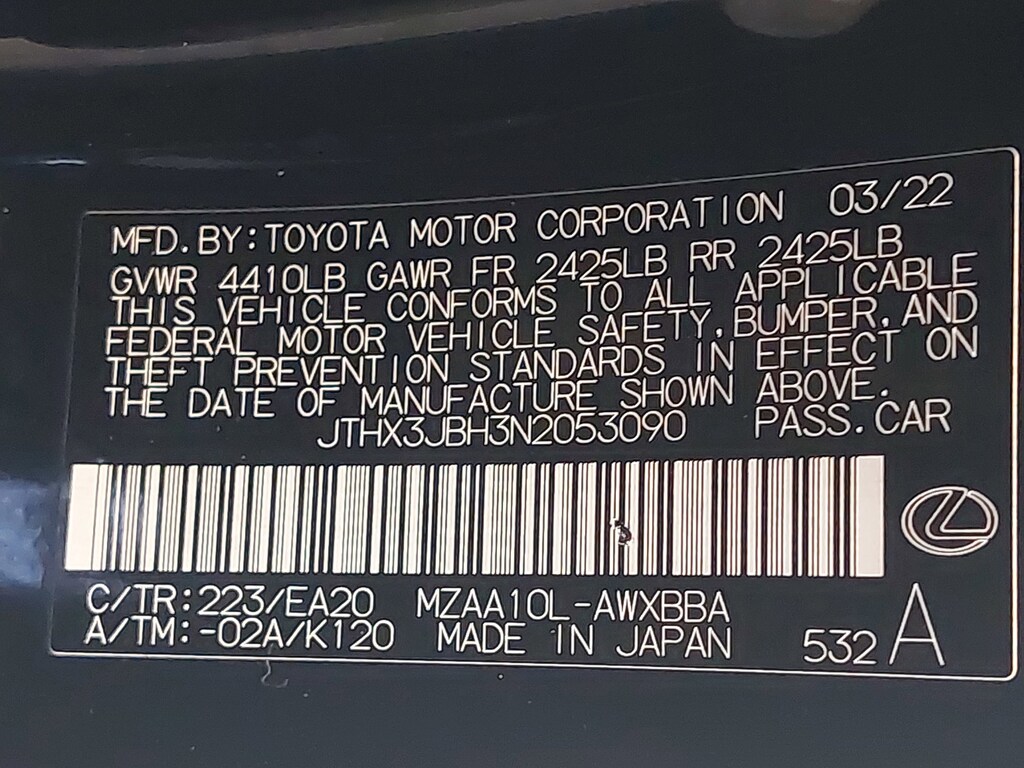 MFD. BY: TOYOTA MOTOR CORPORATION 03/22
GVWR 4410LB GAWR FR 2425LB RR 2425LB
THIS VEHICLE CONFORMS TO ALL APPLICABLE
FEDERAL MOTOR VEHICLE SAFETY, BUMPER, AND
THEFT PREVENTION STANDARDS IN EFFECT ON
THE DATE OF MANUFACTURE SHOWN ABOVE.
JTHX3JBH3N2053090 PASS. CAR
C/TR: 223/EA20 MZAA10L-AWXBBA
A/TM: -02A/K120 MADE IN JAPAN 532 A